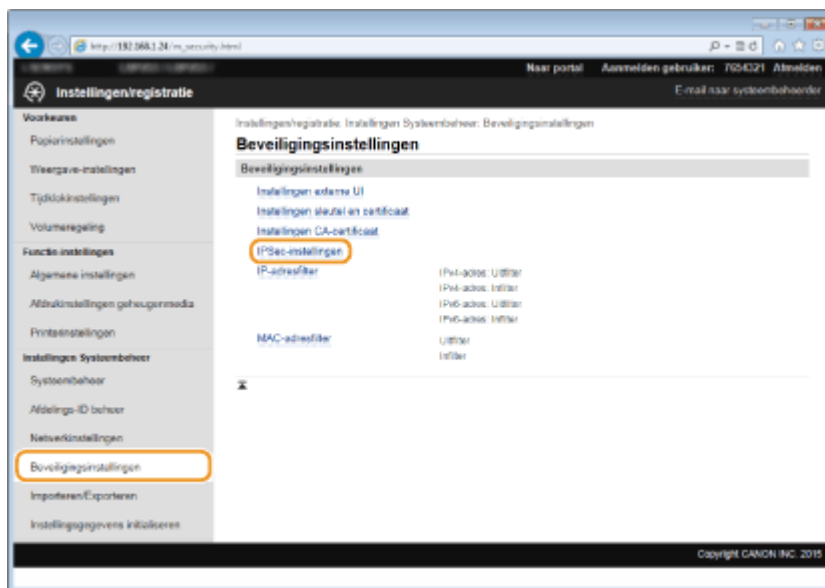 http://192.168.1.24/m_security.html
Naar portal Aanmelden gebruiker: 7654321 Afmelden
Instellingen/registratie
E-mail naar systeembeheerder
Voorkeuren
Papierinstellingen
Weergave-instellingen
Tijdklokinstellingen
Volumeregeling
Functie-instellingen
Algemene instellingen
Afdrukinstellingen geheugenmedia
Printerinstellingen
Instellingen Systeembeheer
Systeembeheer
Afdelings-ID beheer
Netwerkinstellingen
Beveiligingsinstellingen
Importeren/Exporteren
Instellingsgegevens initialiseren
Instellingen/registratie: Instellingen Systeembeheer: Beveiligingsinstellingen
Beveiligingsinstellingen
Beveiligingsinstellingen
Instellingen externe UI
Instellingen sleutel en certificaat
Instellingen CA-certificaat
IPSec-instellingen
IP-adresfilter
IPv4-adres: Uitfilter
IPv4-adres: Infilter
IPv6-adres: Uitfilter
IPv6-adres: Infilter
MAC-adresfilter
Uitfilter
Infilter
Copyright CANON INC. 2015